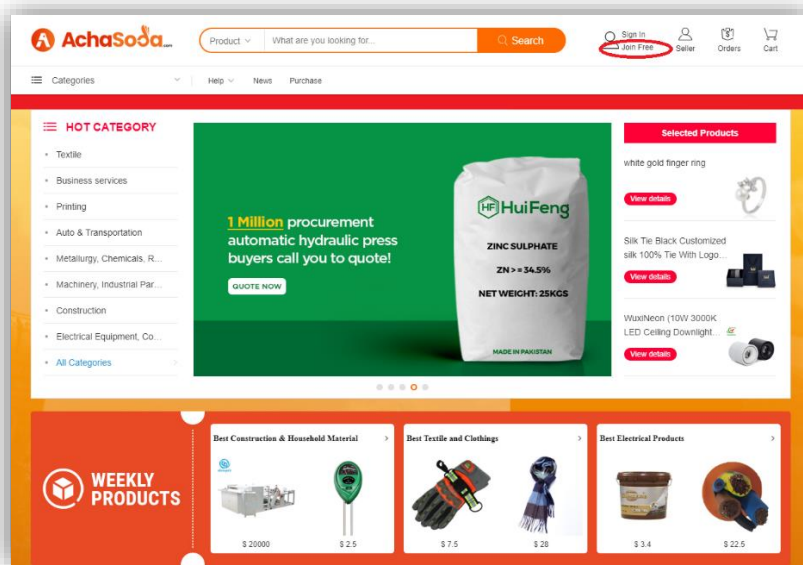 AchaSoda.com
Product
What are you looking for...
Search
Sign In
Join Free
Seller
Orders
Cart
Categories
Help
News
Purchase
HOT CATEGORY
Textile
Business services
Printing
Auto & Transportation
Metallurgy, Chemicals, R...
Machinery, Industrial Par...
Construction
Electrical Equipment, Co...
All Categories
1 Million procurement
automatic hydraulic press
buyers call you to quote!
QUOTE NOW
HF HuiFeng
ZINC SULPHATE
ZN > = 34.5%
NET WEIGHT: 25KGS
MADE IN PAKISTAN
Selected Products
white gold finger ring
View details
Silk Tie Black Customized
silk 100% Tie With Logo...
View details
WuxiNeon (10W 3000K
LED Ceiling Downlight...
View details
WEEKLY
PRODUCTS
Best Construction & Household Material
$ 20000
$ 2.5
Best Textile and Clothings
$ 7.5
$ 28
Best Electrical Products
$ 3.4
$ 22.5